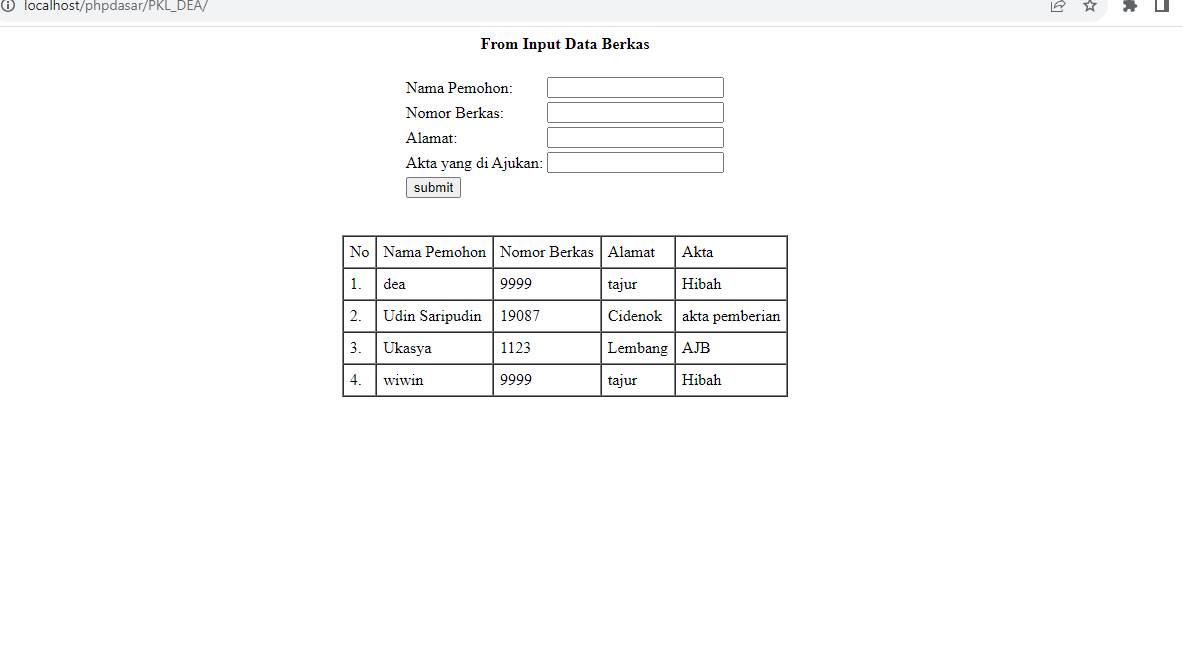 localhost/phpdasar/PKL_DEA/
From Input Data Berkas
Nama Pemohon:
Nomor Berkas:
Alamat:
Akta yang di Ajukan:
submit
No Nama Pemohon Nomor Berkas Alamat Akta
1. dea 9999 tajur Hibah
2. Udin Saripudin 19087 Cidenok akta pemberian
3. Ukasya 1123 Lembang AJB
4. wiwin 9999 tajur Hibah